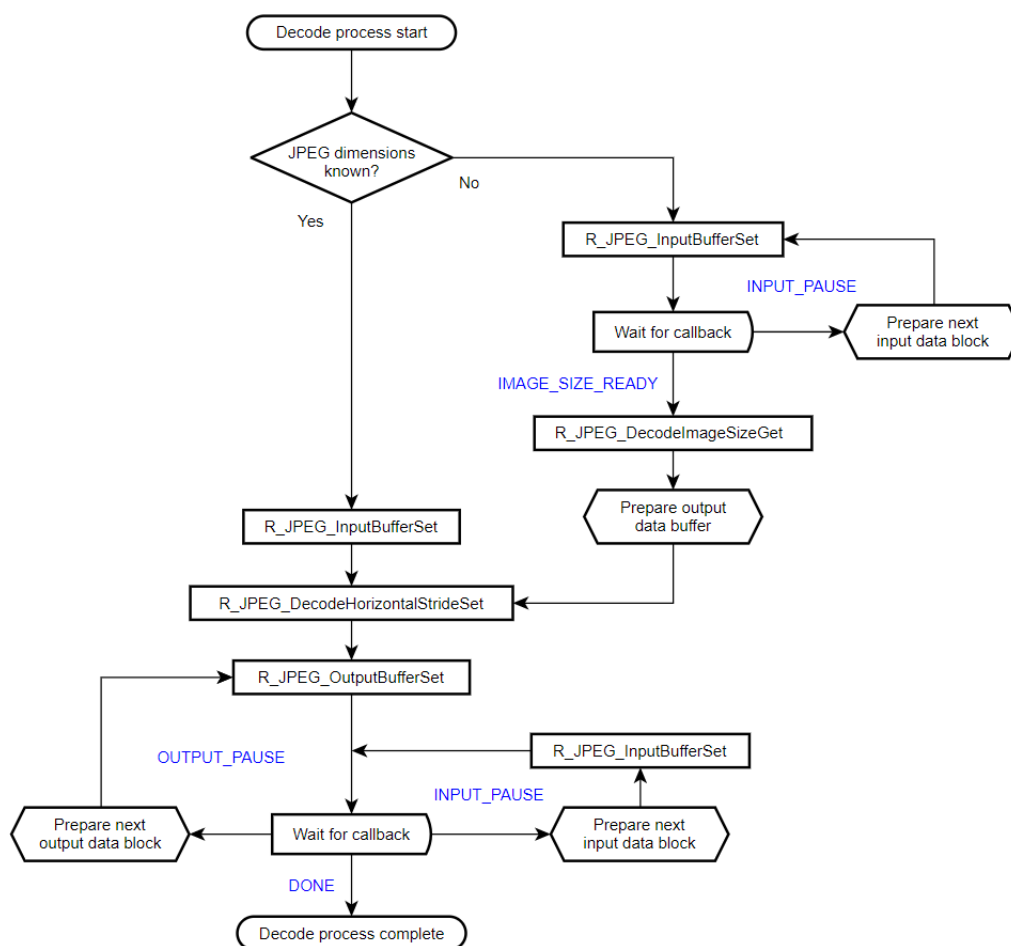 Decode process start
JPEG dimensions
known?
No
Yes
R_JPEG_InputBufferSet
INPUT_PAUSE
Wait for callback
Prepare next
input data block
IMAGE_SIZE_READY
R_JPEG_DecodeImageSizeGet
Prepare output
data buffer
R_JPEG_InputBufferSet
R_JPEG_DecodeHorizontalStrideSet
R_JPEG_OutputBufferSet
OUTPUT_PAUSE
R_JPEG_InputBufferSet
INPUT_PAUSE
Prepare next
output data block
Wait for callback
Prepare next
input data block
DONE
Decode process complete